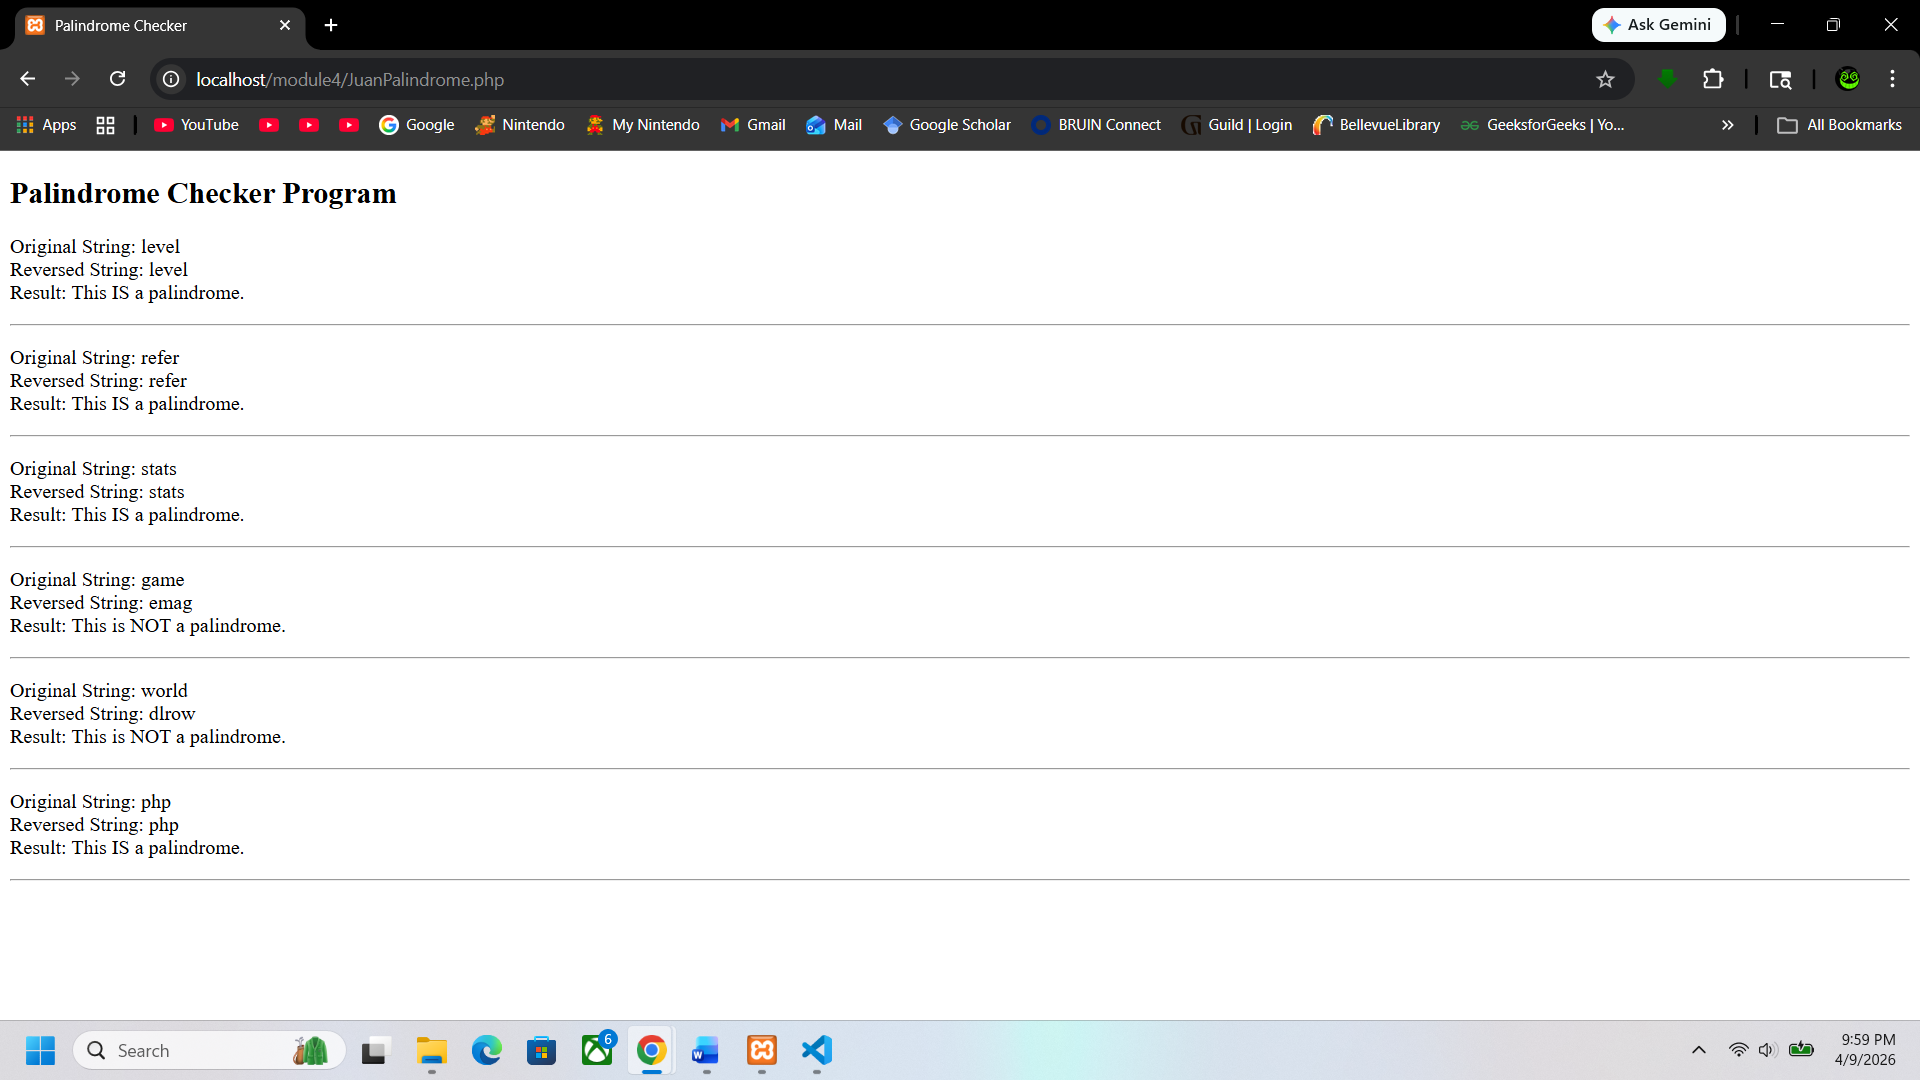 Palindrome Checker
Ask Gemini
localhost/module4/JuanPalindrome.php
Apps YouTube Google Nintendo My Nintendo Gmail Mail Google Scholar BRUIN Connect Guild | Login BellevueLibrary GeeksforGeeks | Yo... All Bookmarks
Palindrome Checker Program
Original String: level
Reversed String: level
Result: This IS a palindrome.
Original String: refer
Reversed String: refer
Result: This IS a palindrome.
Original String: stats
Reversed String: stats
Result: This IS a palindrome.
Original String: game
Reversed String: emag
Result: This is NOT a palindrome.
Original String: world
Reversed String: dlrow
Result: This is NOT a palindrome.
Original String: php
Reversed String: php
Result: This IS a palindrome.
Search
6
9:59 PM
4/9/2026